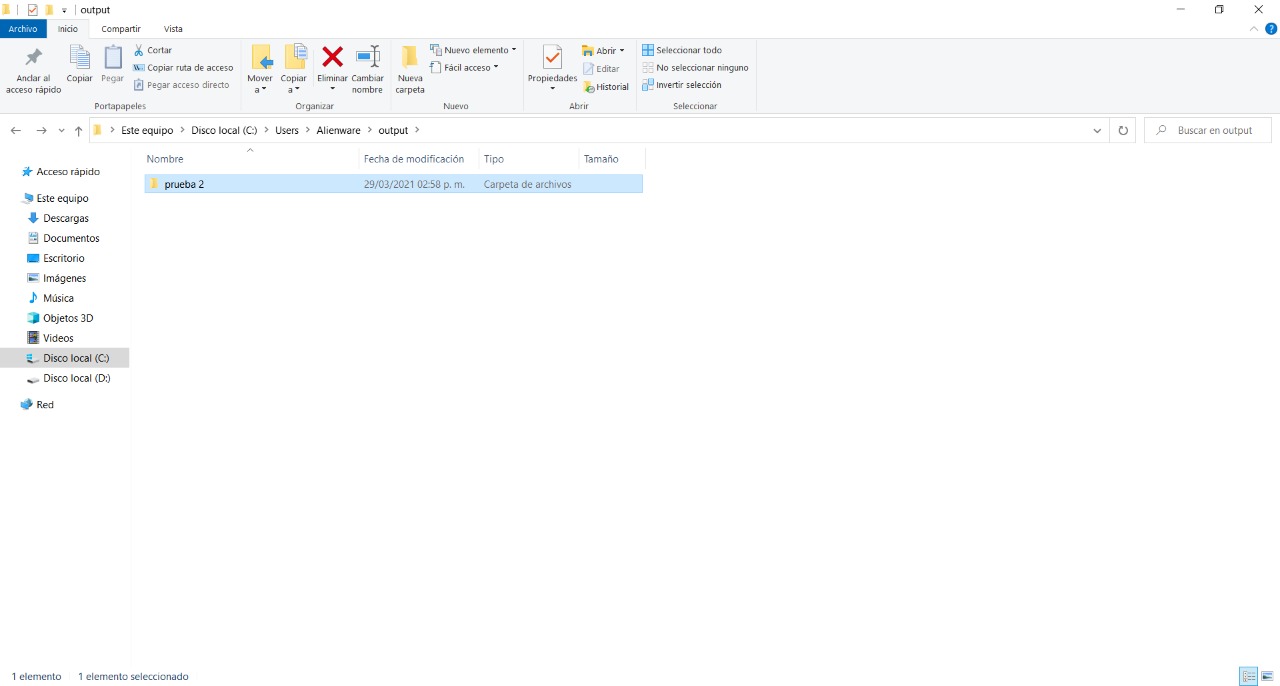 output
Archivo Inicio Compartir Vista
Anclar al acceso rápido
Copiar
Pegar
Cortar
Copiar ruta de acceso
Pegar acceso directo
Portapapeles
Mover a
Copiar a
Eliminar
Cambiar nombre
Organizar
Nueva carpeta
Nuevo elemento
Fácil acceso
Nuevo
Propiedades
Abrir
Editar
Historial
Abrir
Seleccionar todo
No seleccionar ninguno
Invertir selección
Seleccionar
Este equipo > Disco local (C:) > Users > Alienware > output >
Buscar en output
Nombre Fecha de modificación Tipo Tamaño
prueba 2 29/03/2021 02:58 p. m. Carpeta de archivos
Acceso rápido
Este equipo
Descargas
Documentos
Escritorio
Imágenes
Música
Objetos 3D
Videos
Disco local (C:)
Disco local (D:)
Red
1 elemento 1 elemento seleccionado